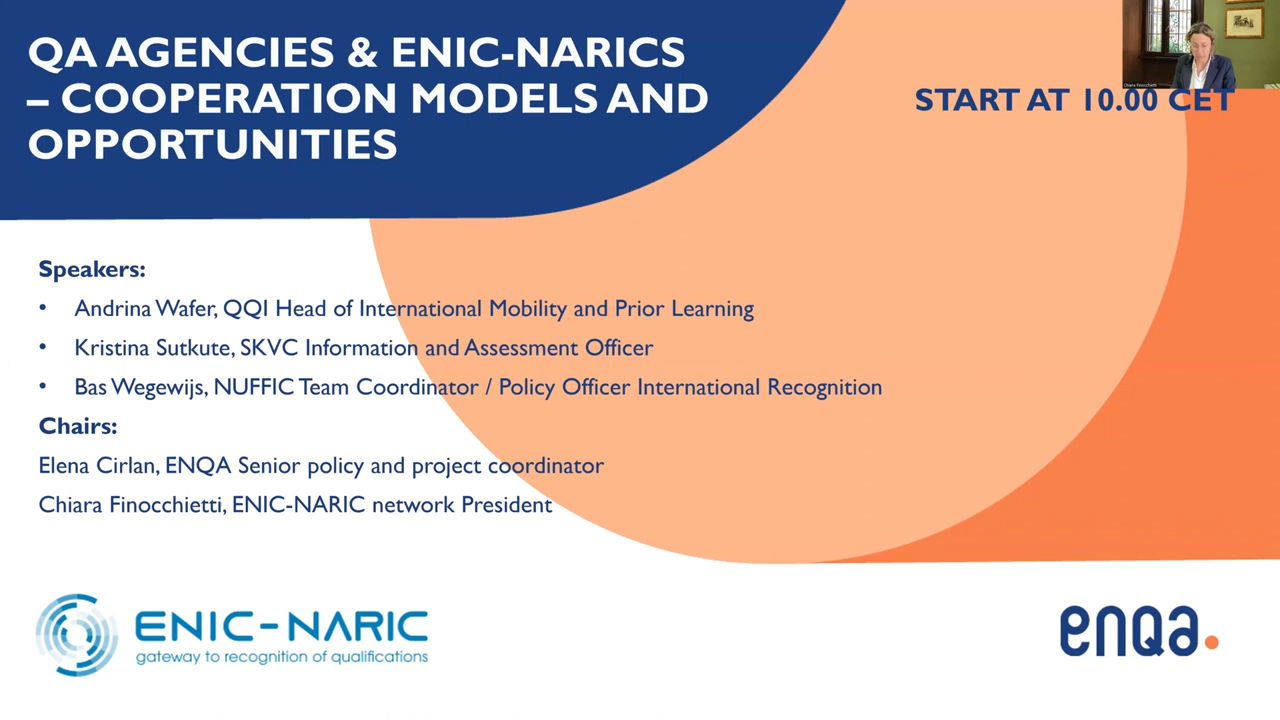 QA AGENCIES & ENIC-NARICS
– COOPERATION MODELS AND
OPPORTUNITIES
START AT 10.00 CET
Chiara Finocchietti
Speakers:
• Andrina Wafer, QQI Head of International Mobility and Prior Learning
• Kristina Sutkute, SKVC Information and Assessment Officer
• Bas Wegewijs, NUFFIC Team Coordinator / Policy Officer International Recognition
Chairs:
Elena Cirlan, ENQA Senior policy and project coordinator
Chiara Finocchietti, ENIC-NARIC network President
ENIC-NARIC
gateway to recognition of qualifications
enqa.